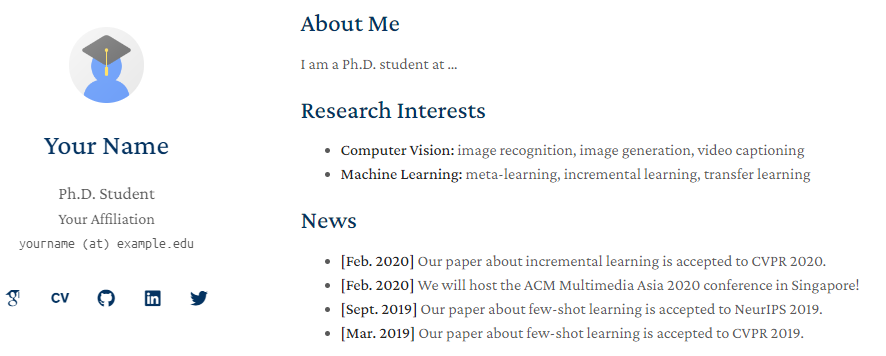 Your Name
Ph.D. Student
Your Affiliation
yourname (at) example.edu
CV
About Me
I am a Ph.D. student at ...
Research Interests
Computer Vision: image recognition, image generation, video captioning
Machine Learning: meta-learning, incremental learning, transfer learning
News
[Feb. 2020] Our paper about incremental learning is accepted to CVPR 2020.
[Feb. 2020] We will host the ACM Multimedia Asia 2020 conference in Singapore!
[Sept. 2019] Our paper about few-shot learning is accepted to NeurIPS 2019.
[Mar. 2019] Our paper about few-shot learning is accepted to CVPR 2019.